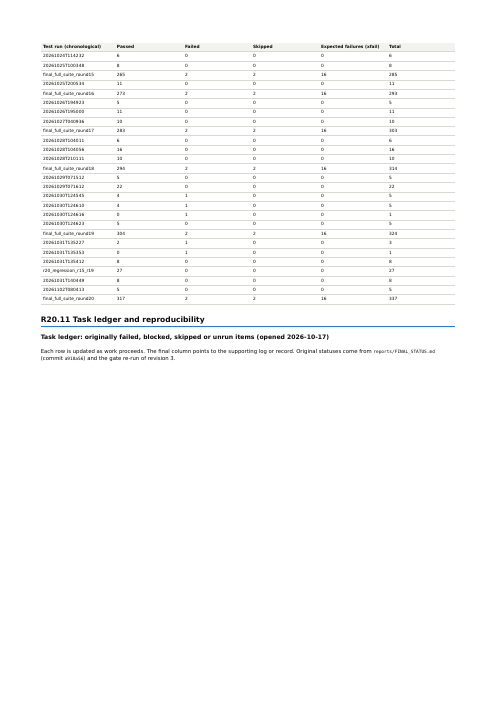 Test run (chronological) Passed Failed Skipped Expected failures (xfail) Total
20261024T114232 6 0 0 0 6
20261025T100348 8 0 0 0 8
final_full_suite_round15 265 2 2 16 285
20261025T200534 11 0 0 0 11
final_full_suite_round16 273 2 2 16 293
20261026T194923 5 0 0 0 5
20261026T195000 11 0 0 0 11
20261027T040936 10 0 0 0 10
final_full_suite_round17 283 2 2 16 303
20261028T104011 6 0 0 0 6
20261028T104056 16 0 0 0 16
20261028T210111 10 0 0 0 10
final_full_suite_round18 294 2 2 16 314
20261029T071512 5 0 0 0 5
20261029T071612 22 0 0 0 22
20261030T124545 4 1 0 0 5
20261030T124610 4 1 0 0 5
20261030T124616 0 1 0 0 1
20261030T124623 5 0 0 0 5
final_full_suite_round19 304 2 2 16 324
20261031T135227 2 1 0 0 3
20261031T135353 0 1 0 0 1
20261031T135412 8 0 0 0 8
r20_regression_r15_r19 27 0 0 0 27
20261031T140449 8 0 0 0 8
20261102T080413 5 0 0 0 5
final_full_suite_round20 317 2 2 16 337
R20.11 Task ledger and reproducibility
Task ledger: originally failed, blocked, skipped or unrun items (opened 2026-10-17)
Each row is updated as work proceeds. The final column points to the supporting log or record. Original statuses come from reports/FINAL_STATUS.md
(commit ) and the gate re-run of revision 3.